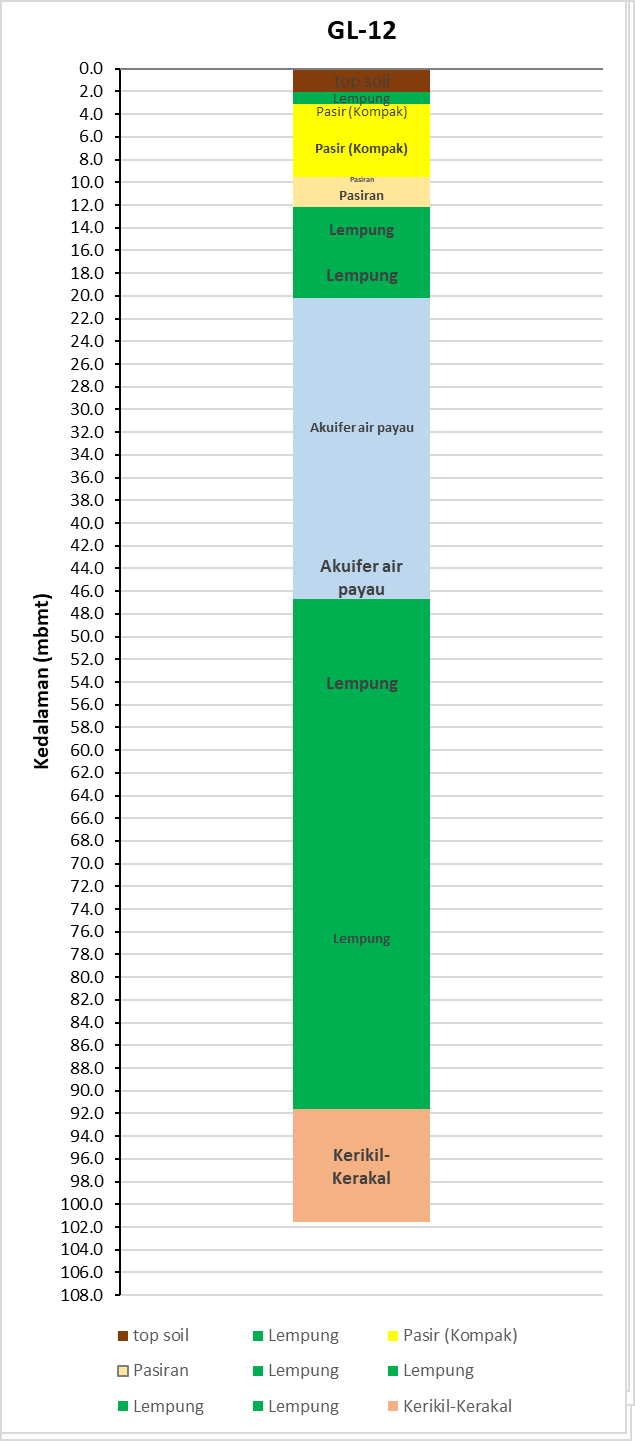 GL-12
Kedalaman (mbmt)
0.0
2.0
4.0
6.0
8.0
10.0
12.0
14.0
16.0
18.0
20.0
22.0
24.0
26.0
28.0
30.0
32.0
34.0
36.0
38.0
40.0
42.0
44.0
46.0
48.0
50.0
52.0
54.0
56.0
58.0
60.0
62.0
64.0
66.0
68.0
70.0
72.0
74.0
76.0
78.0
80.0
82.0
84.0
86.0
88.0
90.0
92.0
94.0
96.0
98.0
100.0
102.0
104.0
106.0
108.0
top soil
Lempung
Pasir (Kompak)
Pasir (Kompak)
Pasiran
Pasiran
Lempung
Lempung
Akuifer air payau
Akuifer air
payau
Lempung
Lempung
Kerikil-
Kerakal
top soil Lempung Pasir (Kompak)
Pasiran Lempung Lempung
Lempung Lempung Kerikil-Kerakal